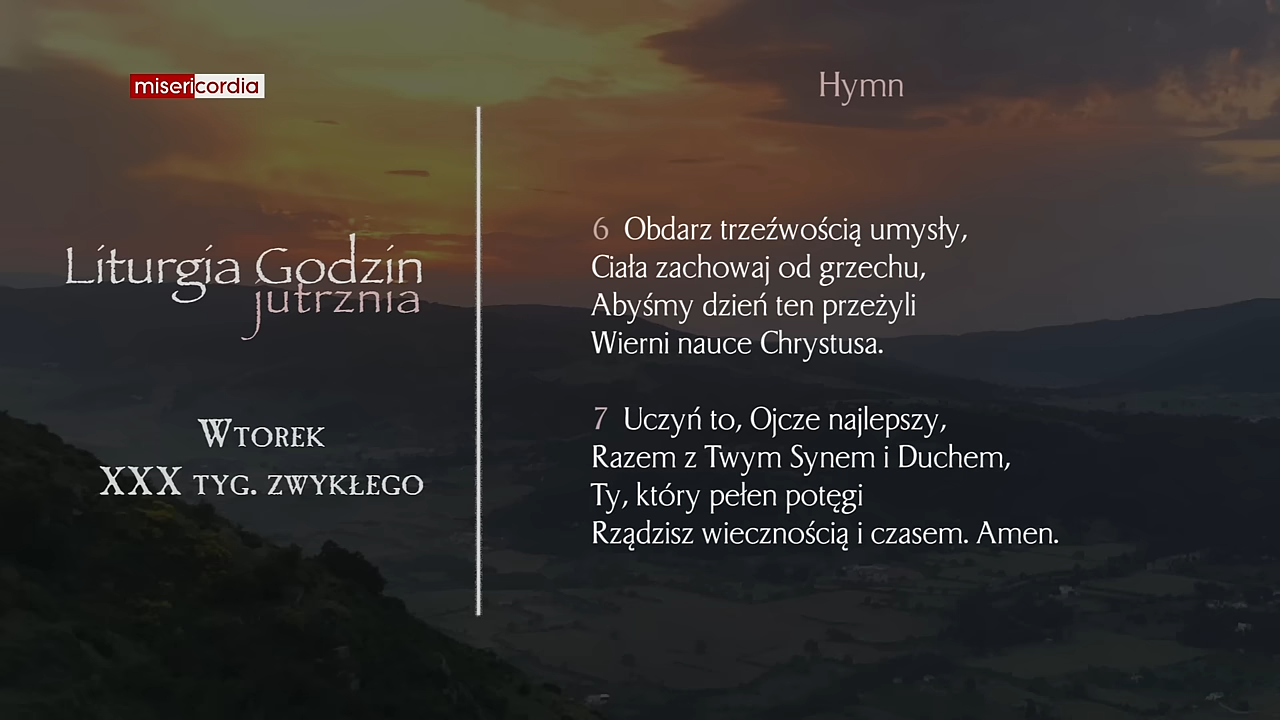 misericordia
Liturgia Godzin
jutrznia
Wtorek
XXX tyg. zwykłego
Hymn
6 Obdarz trzeźwością umysły,
Ciała zachowaj od grzechu,
Abyśmy dzień ten przeżyli
Wierni nauce Chrystusa.
7 Uczyń to, Ojcze najlepszy,
Razem z Twym Synem i Duchem,
Ty, który pełen potęgi
Rządzisz wiecznością i czasem. Amen.